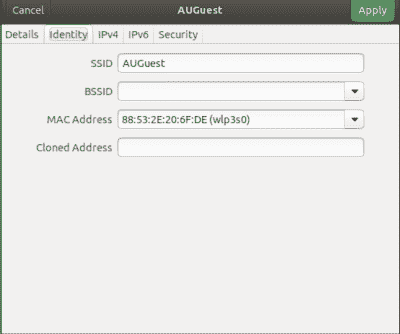 Cancel AUGuest Apply
Details Identity IPv4 IPv6 Security
SSID AUGuest
BSSID
MAC Address 88:53:2E:20:6F:DE (wlp3s0)
Cloned Address